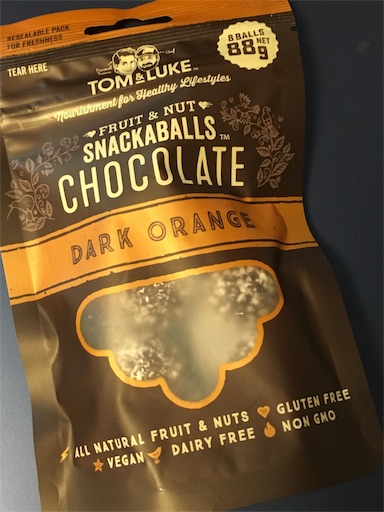 RESEALABLE PACK
FOR FRESHNESS
TEAR HERE
8 BALLS
88g NET
TOM & LUKE
Nourishment for Healthy Lifestyles
FRUIT & NUT
SNACKABALLS™
CHOCOLATE
DARK ORANGE
ALL NATURAL FRUIT & NUTS GLUTEN FREE
VEGAN DAIRY FREE NON GMO